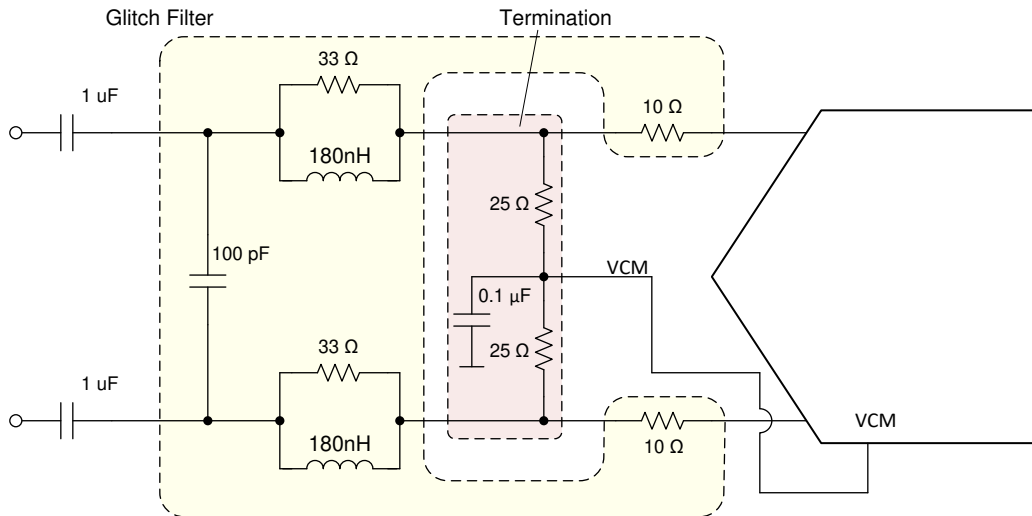 Glitch Filter
Termination
33 Ω
1 uF
10 Ω
180nH
25 Ω
100 pF
VCM
0.1 µF
33 Ω
25 Ω
1 uF
VCM
180nH
10 Ω